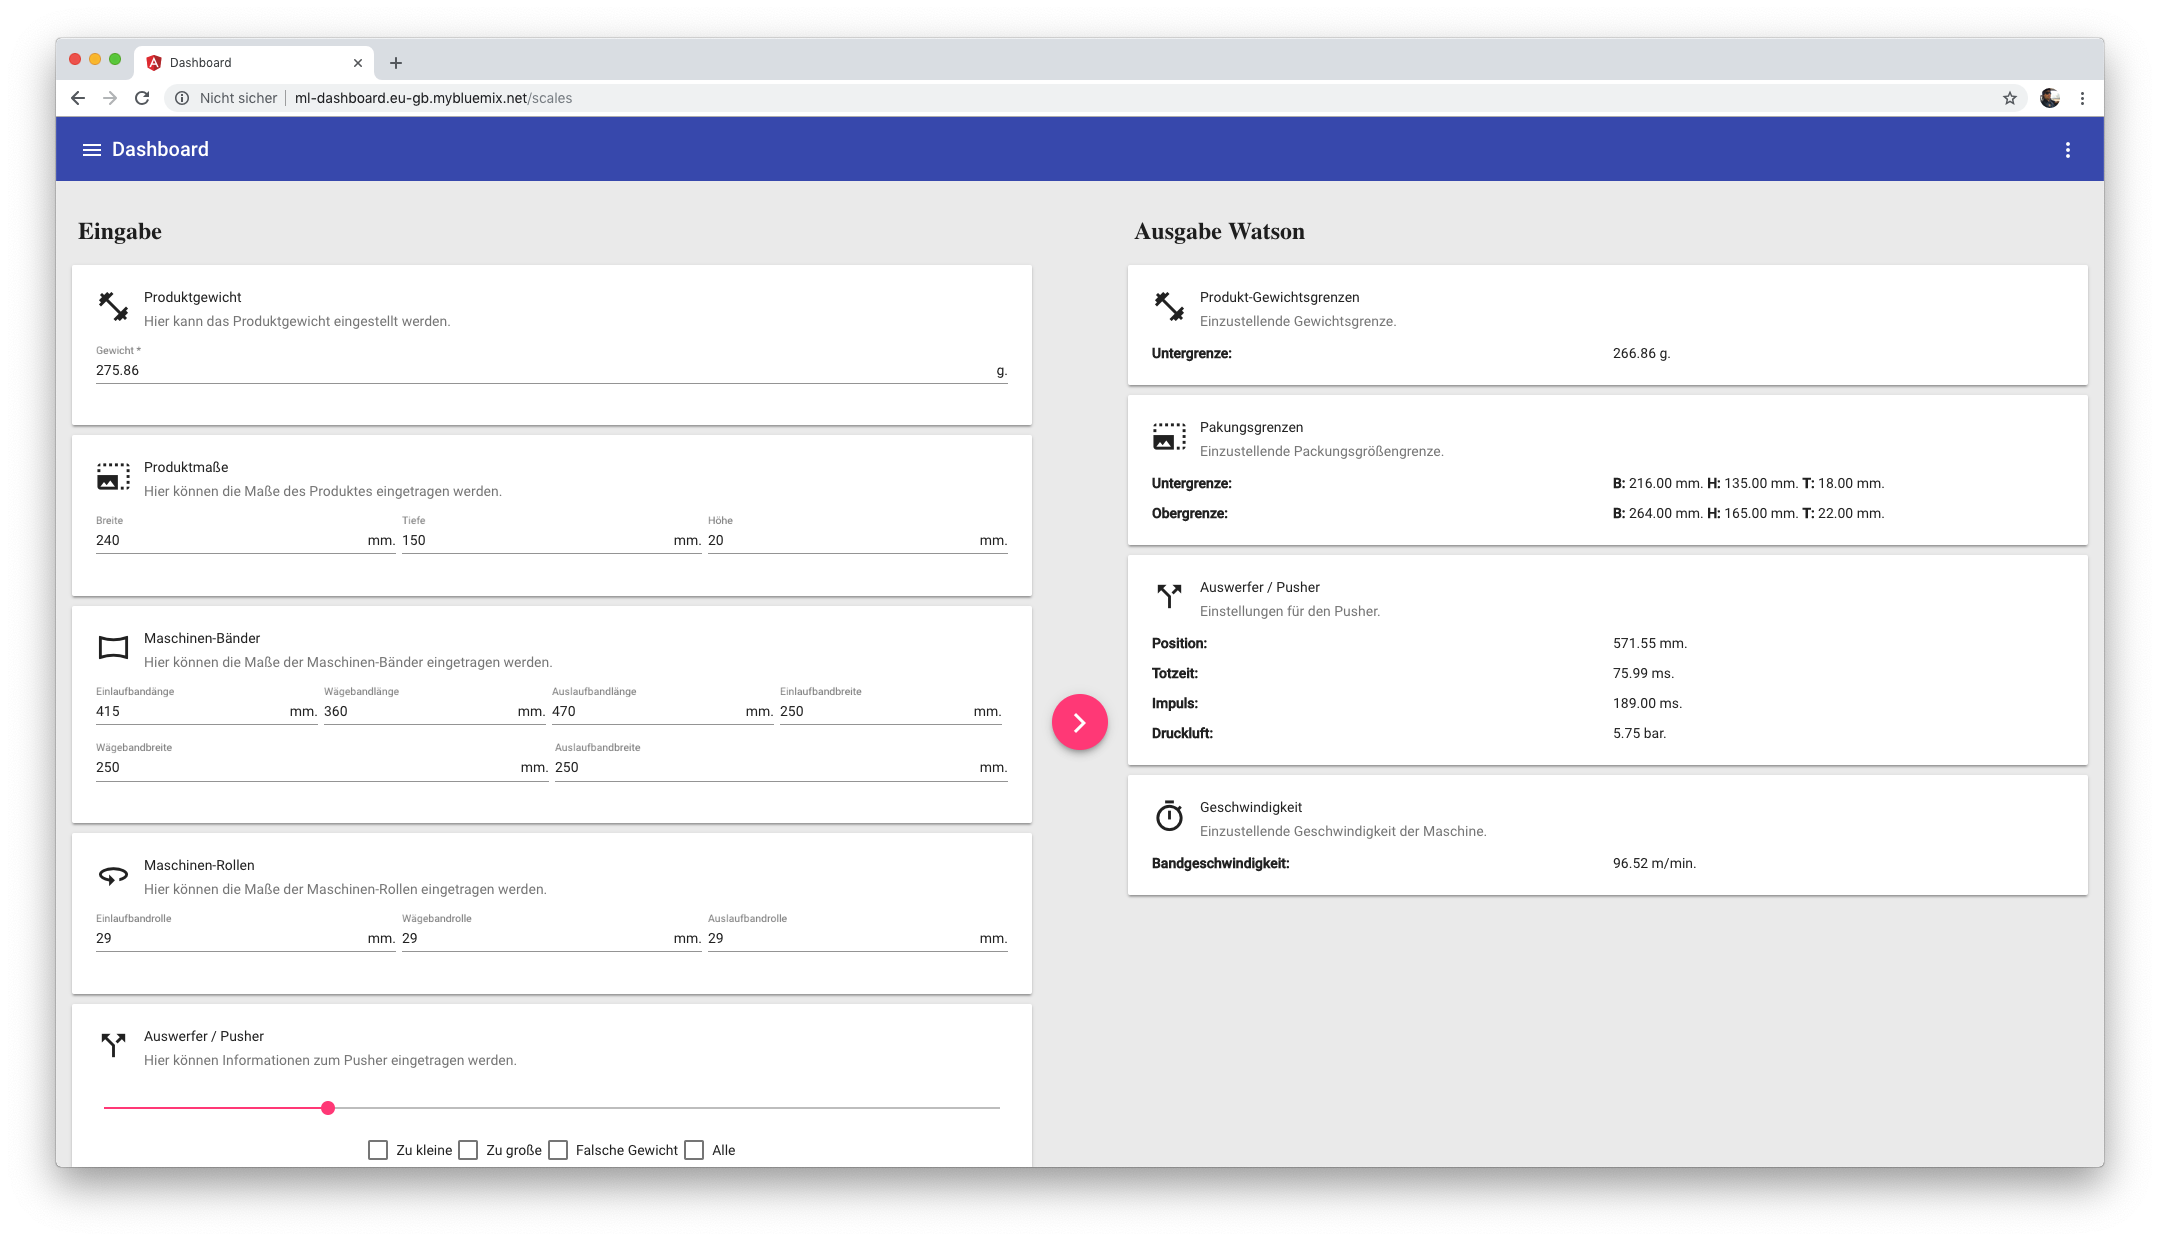 Dashboard
Nicht sicher ml-dashboard.eu-gb.mybluemix.net/scales
Dashboard
Eingabe
Produktgewicht
Hier kann das Produktgewicht eingestellt werden.
Gewicht *
275.86 g.
Produktmaße
Hier können die Maße des Produktes eingetragen werden.
Breite Tiefe Höhe
240 mm. 150 mm. 20 mm.
Maschinen-Bänder
Hier können die Maße der Maschinen-Bänder eingetragen werden.
Einlaufbandänge Wägebandlänge Auslaufbandlänge Einlaufbandbreite
415 mm. 360 mm. 470 mm. 250 mm.
Wägebandbreite Auslaufbandbreite
250 mm. 250 mm.
Maschinen-Rollen
Hier können die Maße der Maschinen-Rollen eingetragen werden.
Einlaufbandrolle Wägebandrolle Auslaufbandrolle
29 mm. 29 mm. 29 mm.
Auswerfer / Pusher
Hier können Informationen zum Pusher eingetragen werden.
Zu kleine Zu große Falsche Gewicht Alle
Ausgabe Watson
Produkt-Gewichtsgrenzen
Einzustellende Gewichtsgrenze.
Untergrenze: 266.86 g.
Pakungsgrenzen
Einzustellende Packungsgrößengrenze.
Untergrenze: B: 216.00 mm. H: 135.00 mm. T: 18.00 mm.
Obergrenze: B: 264.00 mm. H: 165.00 mm. T: 22.00 mm.
Auswerfer / Pusher
Einstellungen für den Pusher.
Position: 571.55 mm.
Totzeit: 75.99 ms.
Impuls: 189.00 ms.
Druckluft: 5.75 bar.
Geschwindigkeit
Einzustellende Geschwindigkeit der Maschine.
Bandgeschwindigkeit: 96.52 m/min.